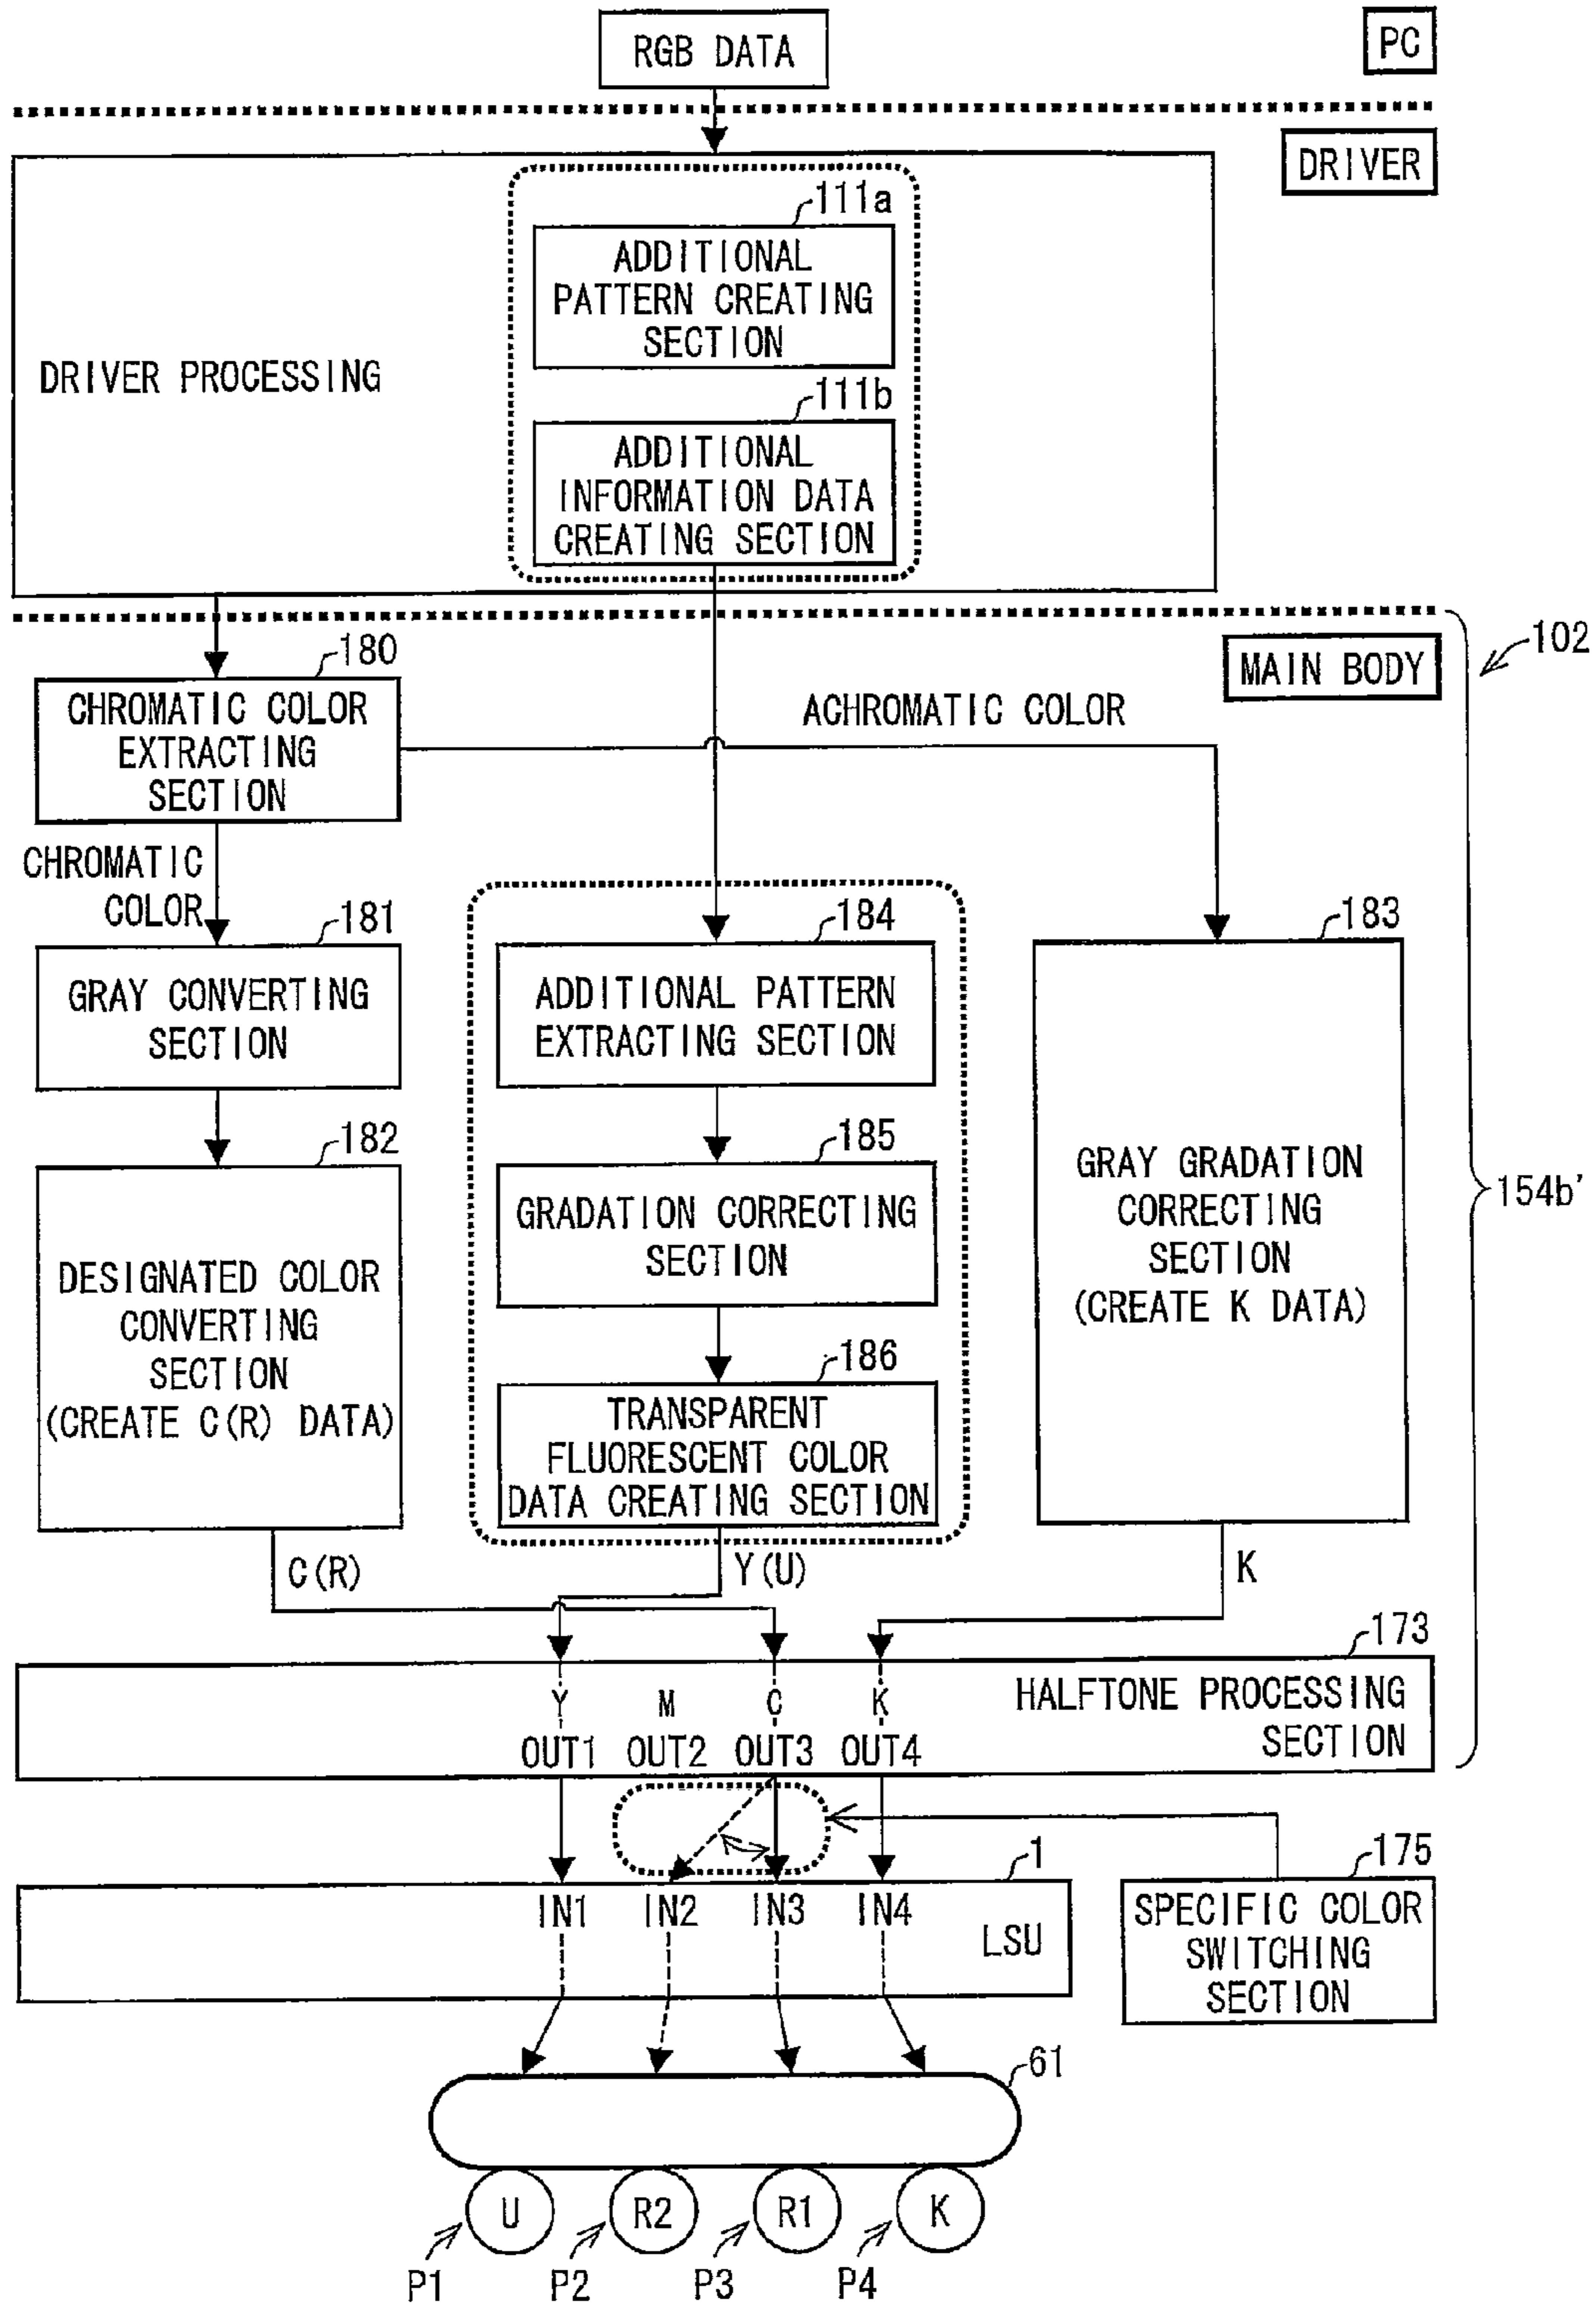 RGB DATA
PC
DRIVER
111a
ADDITIONAL
PATTERN CREATING
SECTION
DRIVER PROCESSING
111b
ADDITIONAL
INFORMATION DATA
CREATING SECTION
102
MAIN BODY
180
CHROMATIC COLOR
EXTRACTING
SECTION
ACHROMATIC COLOR
CHROMATIC
COLOR
181
GRAY CONVERTING
SECTION
184
ADDITIONAL PATTERN
EXTRACTING SECTION
183
GRAY GRADATION
CORRECTING
SECTION
(CREATE K DATA)
182
DESIGNATED COLOR
CONVERTING
SECTION
(CREATE C(R) DATA)
185
GRADATION CORRECTING
SECTION
154b'
186
TRANSPARENT
FLUORESCENT COLOR
DATA CREATING SECTION
C(R)
Y(U)
K
173
Y M C K
OUT1 OUT2 OUT3 OUT4
HALFTONE PROCESSING
SECTION
1
IN1 IN2 IN3 IN4
LSU
175
SPECIFIC COLOR
SWITCHING
SECTION
61
U R2 R1 K
P1 P2 P3 P4